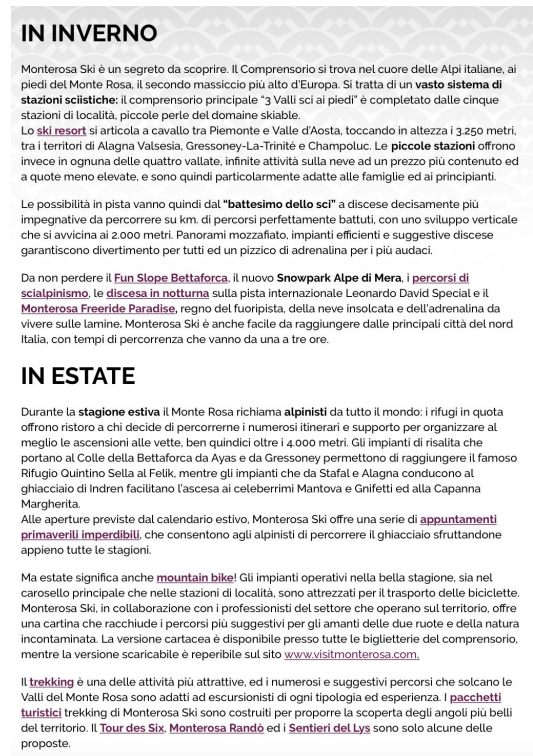 IN INVERNO
Monterosa Ski è un segreto da scoprire. Il Comprensorio si trova nel cuore delle Alpi italiane, ai
piedi del Monte Rosa, il secondo massiccio più alto d'Europa. Si tratta di un vasto sistema di
stazioni sciistiche: il comprensorio principale "3 Valli sci ai piedi" è completato dalle cinque
stazioni di località, piccole perle del domaine skiable.
Lo ski resort si articola a cavallo tra Piemonte e Valle d'Aosta, toccando in altezza i 3.250 metri,
tra i territori di Alagna Valsesia, Gressoney-La-Trinité e Champoluc. Le piccole stazioni offrono
invece in ognuna delle quattro vallate, infinite attività sulla neve ad un prezzo più contenuto ed
a quote meno elevate, e sono quindi particolarmente adatte alle famiglie ed ai principianti.
Le possibilità in pista vanno quindi dal "battesimo dello sci" a discese decisamente più
impegnative da percorrere su km. di percorsi perfettamente battuti, con uno sviluppo verticale
che si avvicina ai 2.000 metri. Panorami mozzafiato, impianti efficienti e suggestive discese
garantiscono divertimento per tutti ed un pizzico di adrenalina per i più audaci.
Da non perdere il Fun Slope Bettaforca, il nuovo Snowpark Alpe di Mera, i percorsi di
scialpinismo, le discesa in notturna sulla pista internazionale Leonardo David Special e il
Monterosa Freeride Paradise, regno del fuoripista, della neve insolcata e dell'adrenalina da
vivere sulle lamine. Monterosa Ski è anche facile da raggiungere dalle principali città del nord
Italia, con tempi di percorrenza che vanno da una a tre ore.
IN ESTATE
Durante la stagione estiva il Monte Rosa richiama alpinisti da tutto il mondo: i rifugi in quota
offrono ristoro a chi decide di percorrerne i numerosi itinerari e supporto per organizzare al
meglio le ascensioni alle vette, ben quindici oltre i 4.000 metri. Gli impianti di risalita che
portano al Colle della Bettaforca da Ayas e da Gressoney permettono di raggiungere il famoso
Rifugio Quintino Sella al Felik, mentre gli impianti che da Stafal e Alagna conducono al
ghiacciaio di Indren facilitano l'ascesa ai celeberrimi Mantova e Gnifetti ed alla Capanna
Margherita.
Alle aperture previste dal calendario estivo, Monterosa Ski offre una serie di appuntamenti
primaverili imperdibili, che consentono agli alpinisti di percorrere il ghiacciaio sfruttandone
appieno tutte le stagioni.
Ma estate significa anche mountain bike! Gli impianti operativi nella bella stagione, sia nel
carosello principale che nelle stazioni di località, sono attrezzati per il trasporto delle biciclette.
Monterosa Ski, in collaborazione con i professionisti del settore che operano sul territorio, offre
una cartina che racchiude i percorsi più suggestivi per gli amanti delle due ruote e della natura
incontaminata. La versione cartacea è disponibile presso tutte le biglietterie del comprensorio,
mentre la versione scaricabile è reperibile sul sito www.visitmonterosa.com.
Il trekking è una delle attività più attrattive, ed i numerosi e suggestivi percorsi che solcano le
Valli del Monte Rosa sono adatti ad escursionisti di ogni tipologia ed esperienza. I pacchetti
turistici trekking di Monterosa Ski sono costruiti per proporre la scoperta degli angoli più belli
del territorio. Il Tour des Six, Monterosa Randò ed i Sentieri del Lys sono solo alcune delle
proposte.